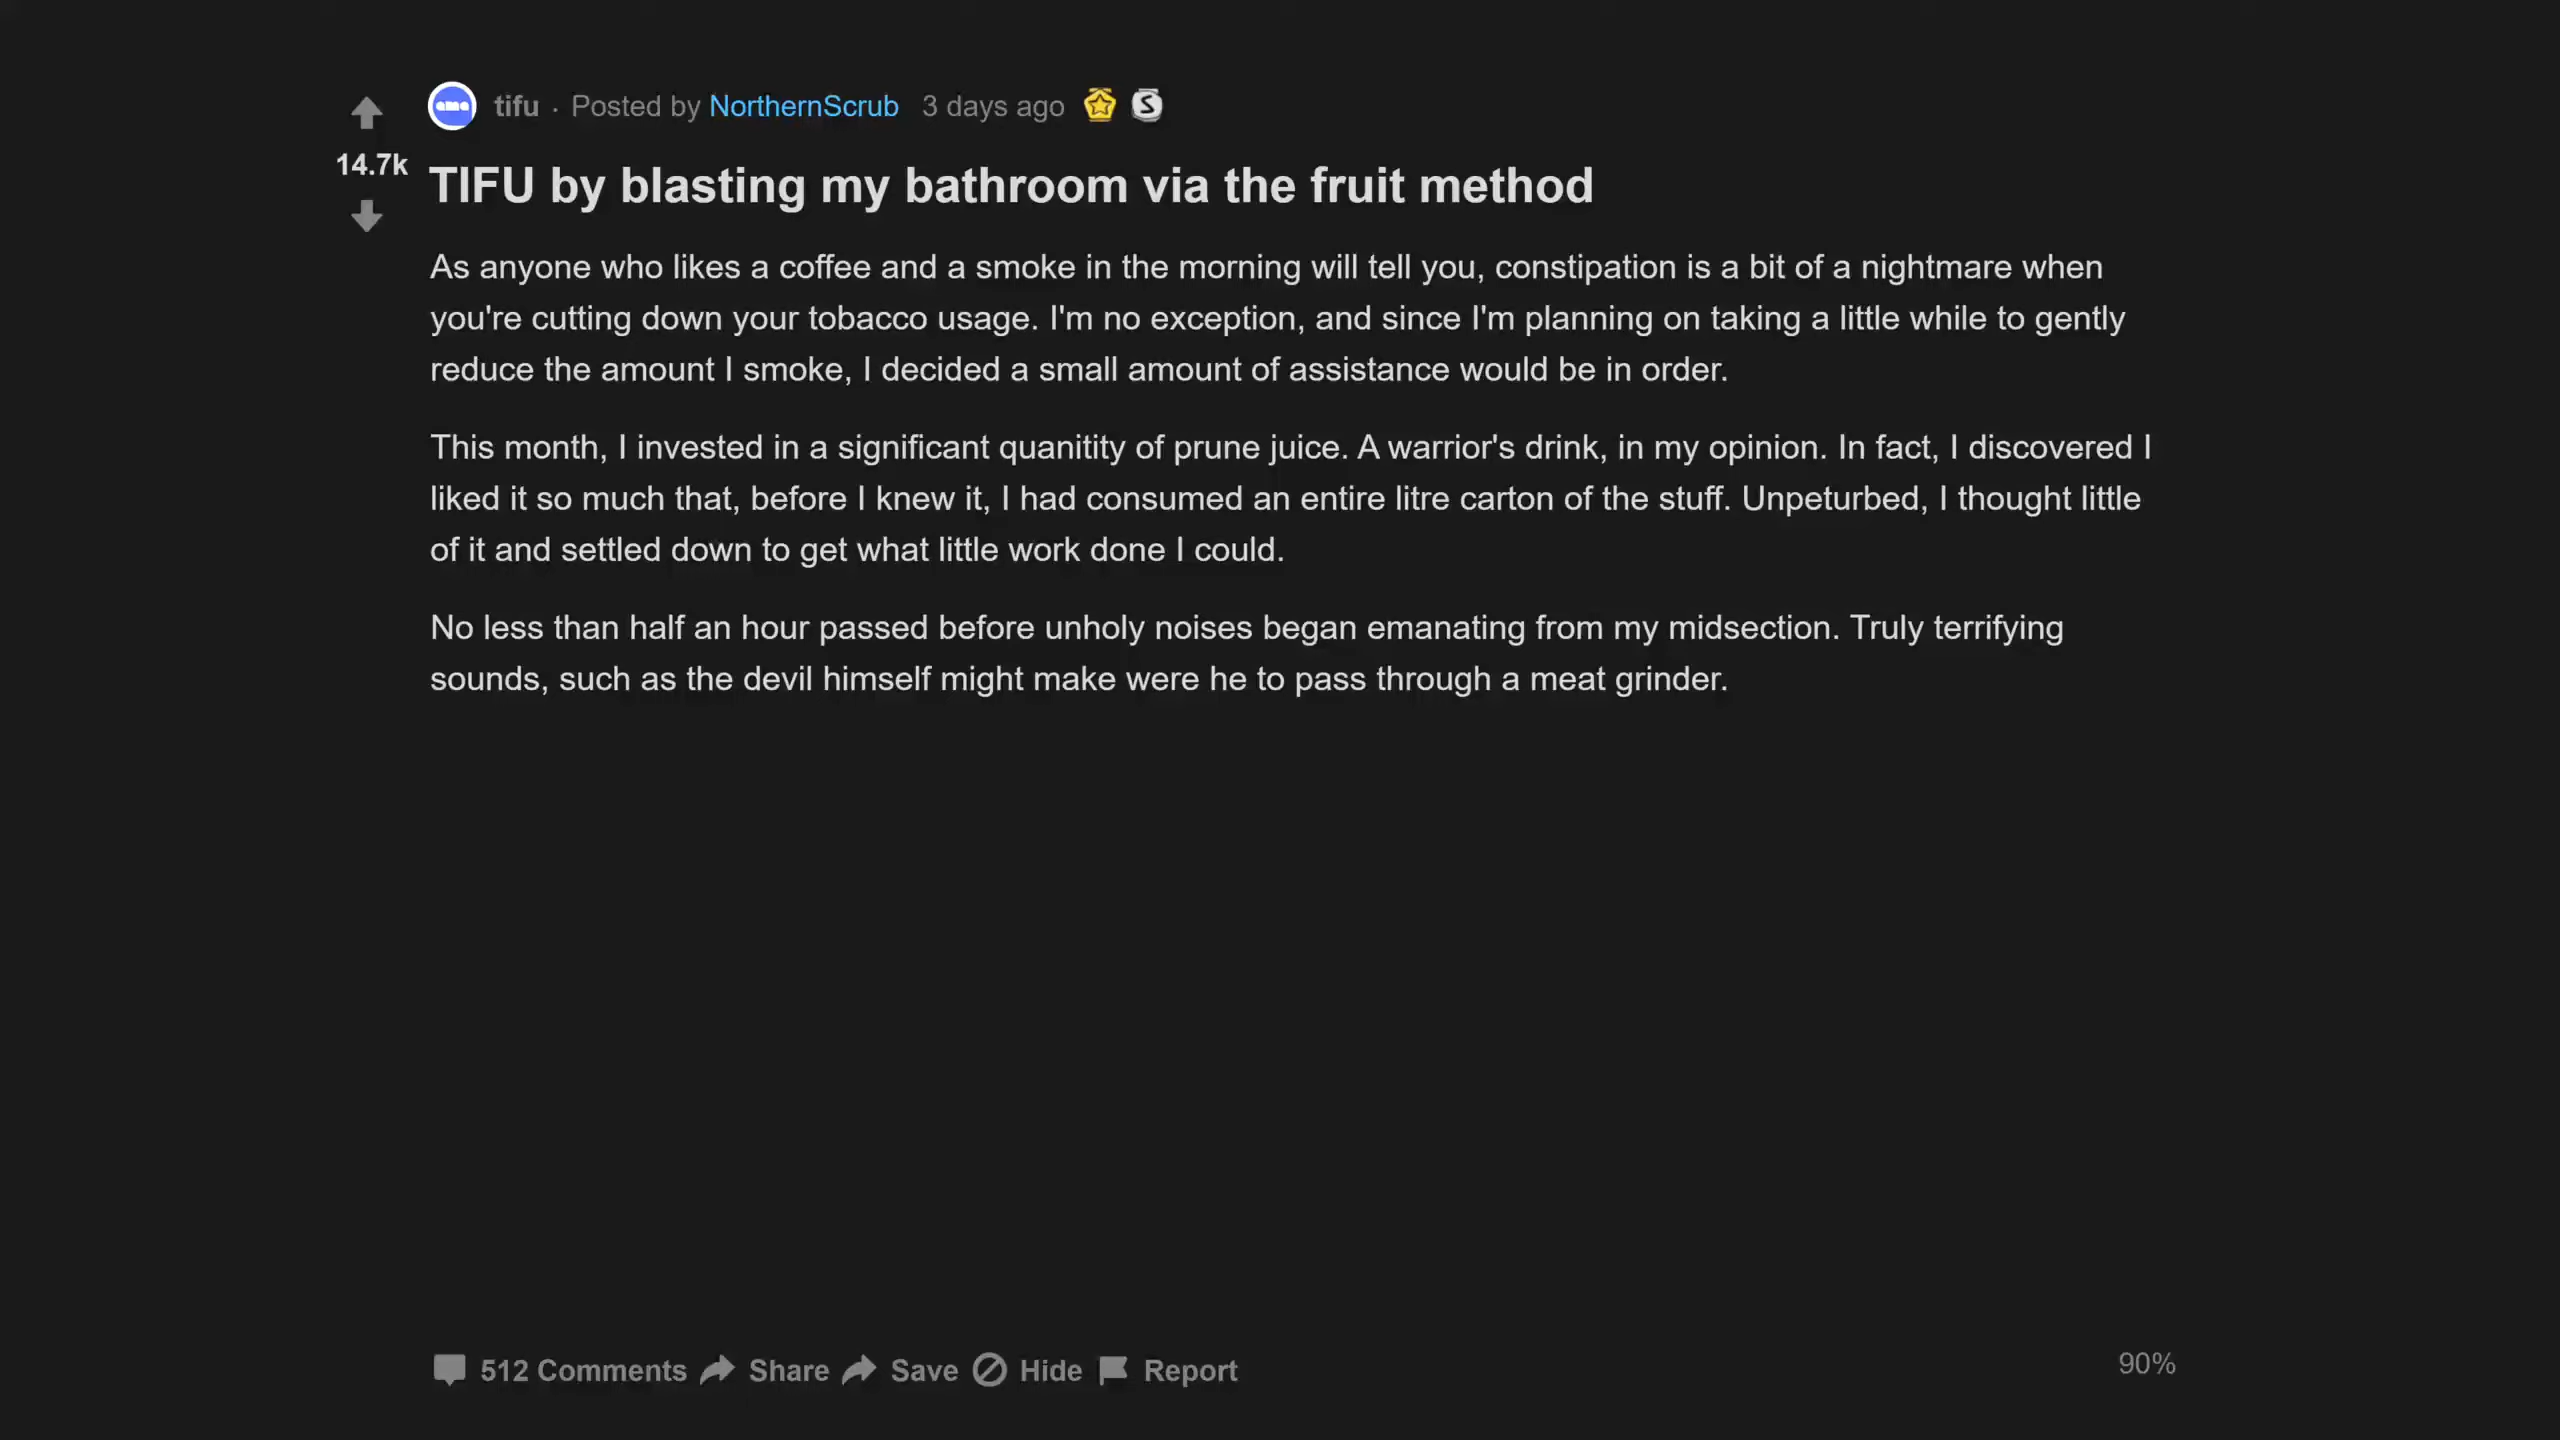 tifu · Posted by NorthernScrub 3 days ago
14.7k
TIFU by blasting my bathroom via the fruit method
As anyone who likes a coffee and a smoke in the morning will tell you, constipation is a bit of a nightmare when
you're cutting down your tobacco usage. I'm no exception, and since I'm planning on taking a little while to gently
reduce the amount I smoke, I decided a small amount of assistance would be in order.
This month, I invested in a significant quanitity of prune juice. A warrior's drink, in my opinion. In fact, I discovered I
liked it so much that, before I knew it, I had consumed an entire litre carton of the stuff. Unpeturbed, I thought little
of it and settled down to get what little work done I could.
No less than half an hour passed before unholy noises began emanating from my midsection. Truly terrifying
sounds, such as the devil himself might make were he to pass through a meat grinder.
512 Comments Share Save Hide Report
90%